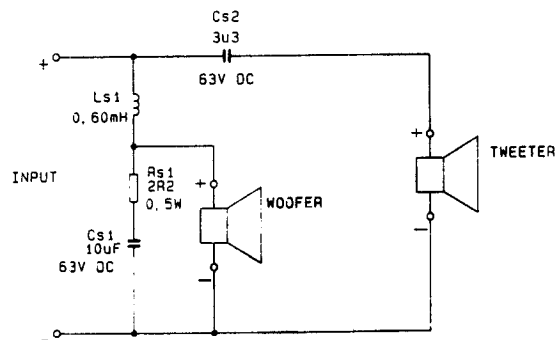 Cs2
3u3
63V DC
+
Ls1
0,60mH
+
TWEETER
INPUT
Rs1
2R2
0,5W
+
WOOFER
Cs1
10uF
63V DC
−
−
−